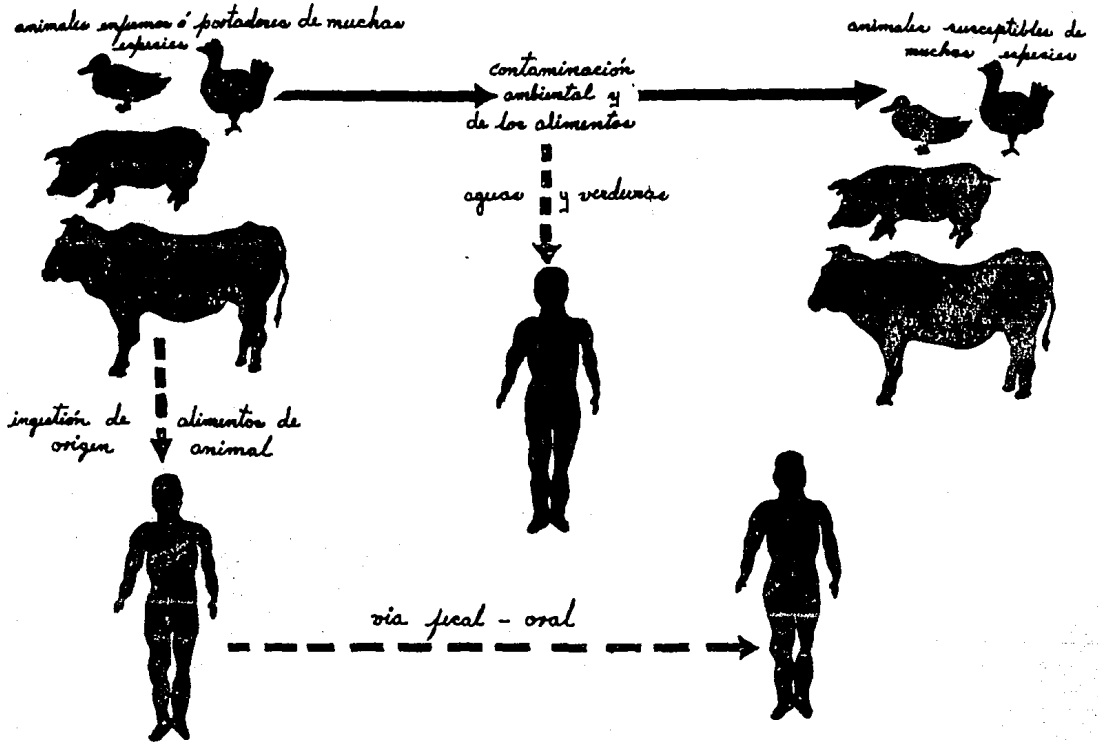 animales enfermos ó portadores de muchas
especies
contaminación
ambiental y
de los alimentos
animales susceptibles de
muchas especies
aguas y verduras
ingestión de alimentos de
origen animal
via fecal - oral